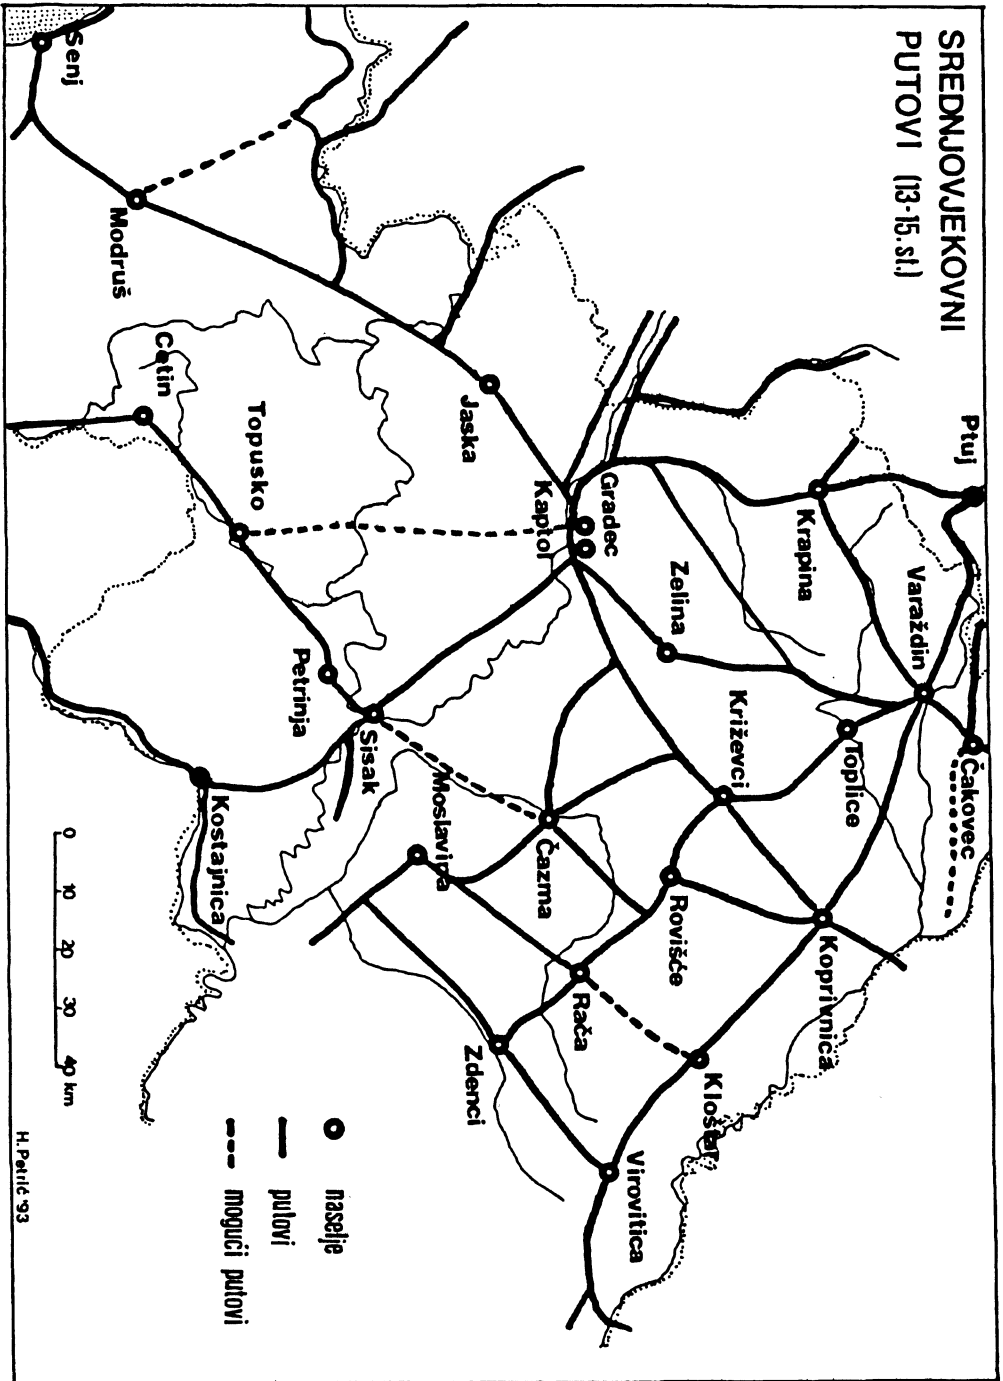 SREDNJOVJEKOVNI
PUTOVI (13-15. st.)
Ptuj
Čakovec
Varaždin
Krapina
Toplice
Koprivnica
Križevci
Zelina
Gradec
Kaptol
Rovišće
Kloštar
Virovitica
Rača
Čazma
Zdenci
Jaska
Moslavina
Sisak
Petrinja
Topusko
Kostajnica
Cetin
Modruš
Senj
0 10 20 30 40 km
naselje
putovi
mogući putovi
H. Petrić '93